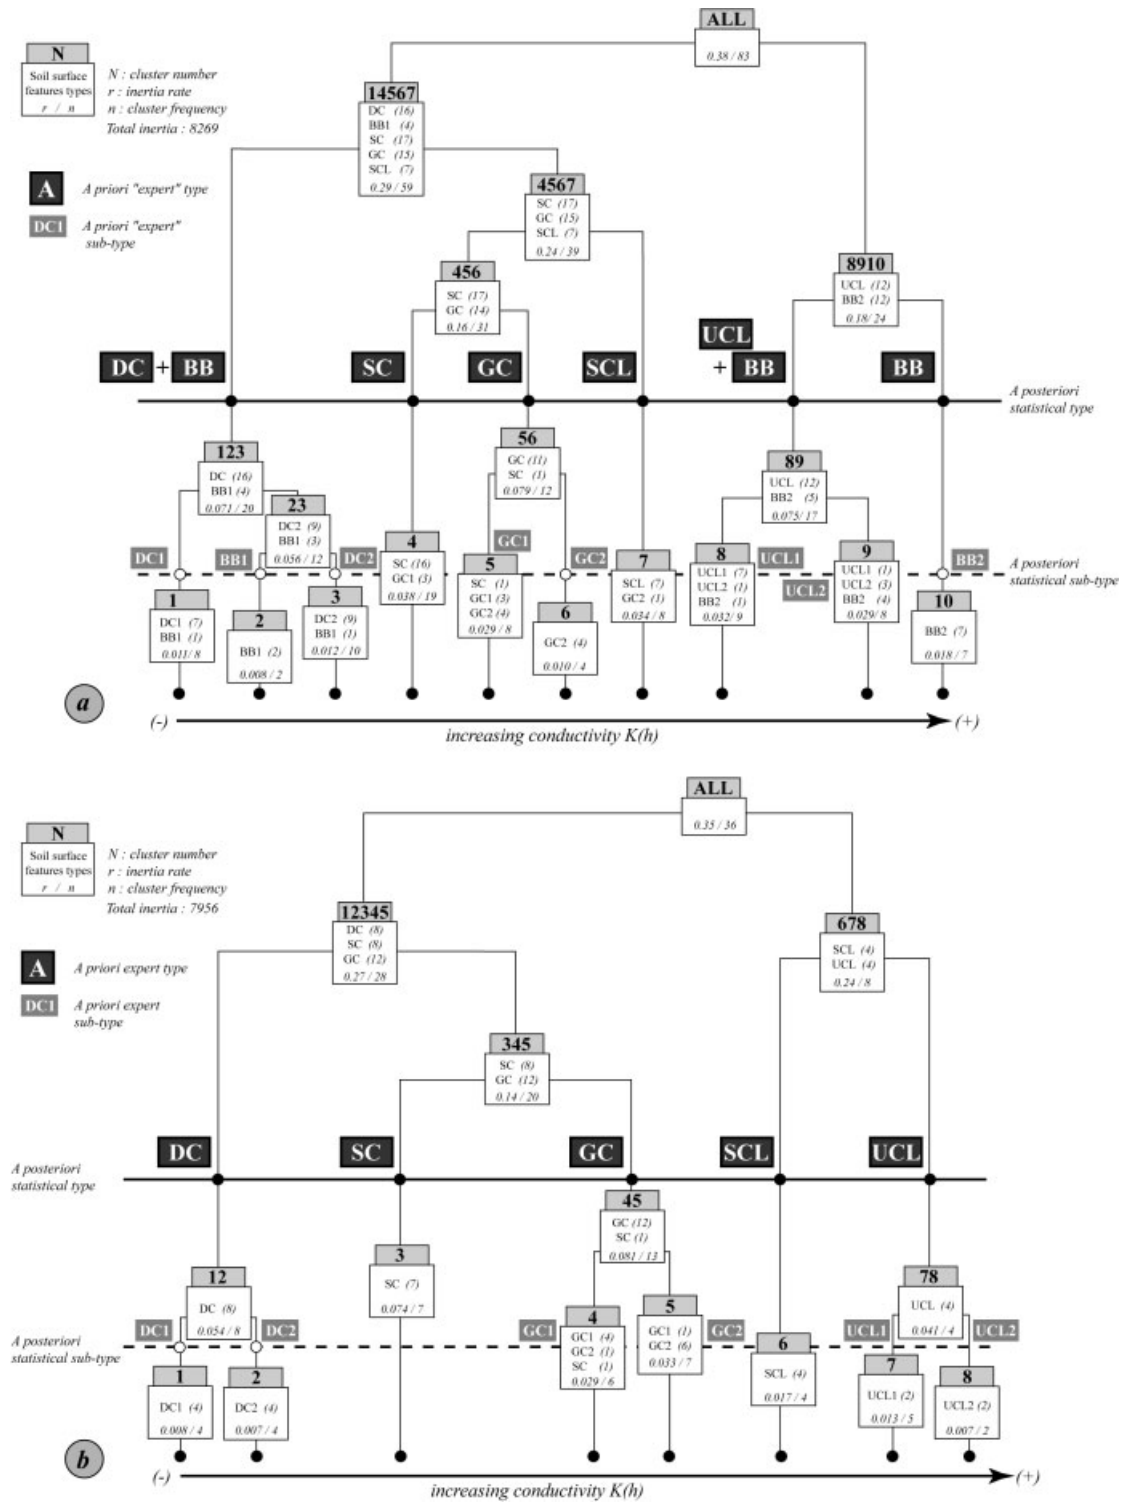 ALL
0.38 / 83
N
Soil surface
features types
r / n
N : cluster number
r : inertia rate
n : cluster frequency
Total inertia : 8269
A
A priori "expert" type
DC1
A priori "expert"
sub-type
14567
DC (16)
BB1 (4)
SC (17)
GC (15)
SCL (7)
0.29 / 59
4567
SC (17)
GC (15)
SCL (7)
0.24 / 39
456
SC (17)
GC (14)
0.16 / 31
8910
UCL (12)
BB2 (12)
0.18/ 24
DC + BB
SC
GC
SCL
UCL
+ BB
BB
A posteriori
statistical type
123
DC (16)
BB1 (4)
0.071 / 20
23
DC2 (9)
BB1 (3)
0.056 / 12
56
GC (11)
SC (1)
0.079 / 12
89
UCL (12)
BB2 (5)
0.075/ 17
DC1
BB1
DC2
GC1
GC2
UCL1
UCL2
BB2
A posteriori
statistical sub-type
1
DC1 (7)
BB1 (1)
0.011/ 8
2
BB1 (2)
0.008 / 2
3
DC2 (9)
BB1 (1)
0.012 / 10
4
SC (16)
GC1 (3)
0.038 / 19
5
SC (1)
GC1 (3)
GC2 (4)
0.029 / 8
6
GC2 (4)
0.010 / 4
7
SCL (7)
GC2 (1)
0.034 / 8
8
UCL1 (7)
UCL2 (1)
BB2 (1)
0.032/ 9
9
UCL1 (1)
UCL2 (3)
BB2 (4)
0.029/ 8
10
BB2 (7)
0.018 / 7
a
(-)
(+)
increasing conductivity K(h)
ALL
0.35 / 36
N
Soil surface
features types
r / n
N : cluster number
r : inertia rate
n : cluster frequency
Total inertia : 7956
A
A priori expert type
DC1
A priori expert
sub-type
12345
DC (8)
SC (8)
GC (12)
0.27 / 28
678
SCL (4)
UCL (4)
0.24 / 8
345
SC (8)
GC (12)
0.14 / 20
DC
SC
GC
SCL
UCL
A posteriori
statistical type
45
GC (12)
SC (1)
0.081 / 13
3
SC (7)
0.074 / 7
12
DC (8)
0.054 / 8
78
UCL (4)
0.041 / 4
DC1
DC2
GC1
GC2
UCL1
UCL2
A posteriori
statistical sub-type
1
DC1 (4)
0.008 / 4
2
DC2 (4)
0.007 / 4
4
GC1 (4)
GC2 (1)
SC (1)
0.029 / 6
5
GC1 (1)
GC2 (6)
0.033 / 7
6
SCL (4)
0.017 / 4
7
UCL1 (2)
0.013 / 5
8
UCL2 (2)
0.007 / 2
b
(-)
(+)
increasing conductivity K(h)